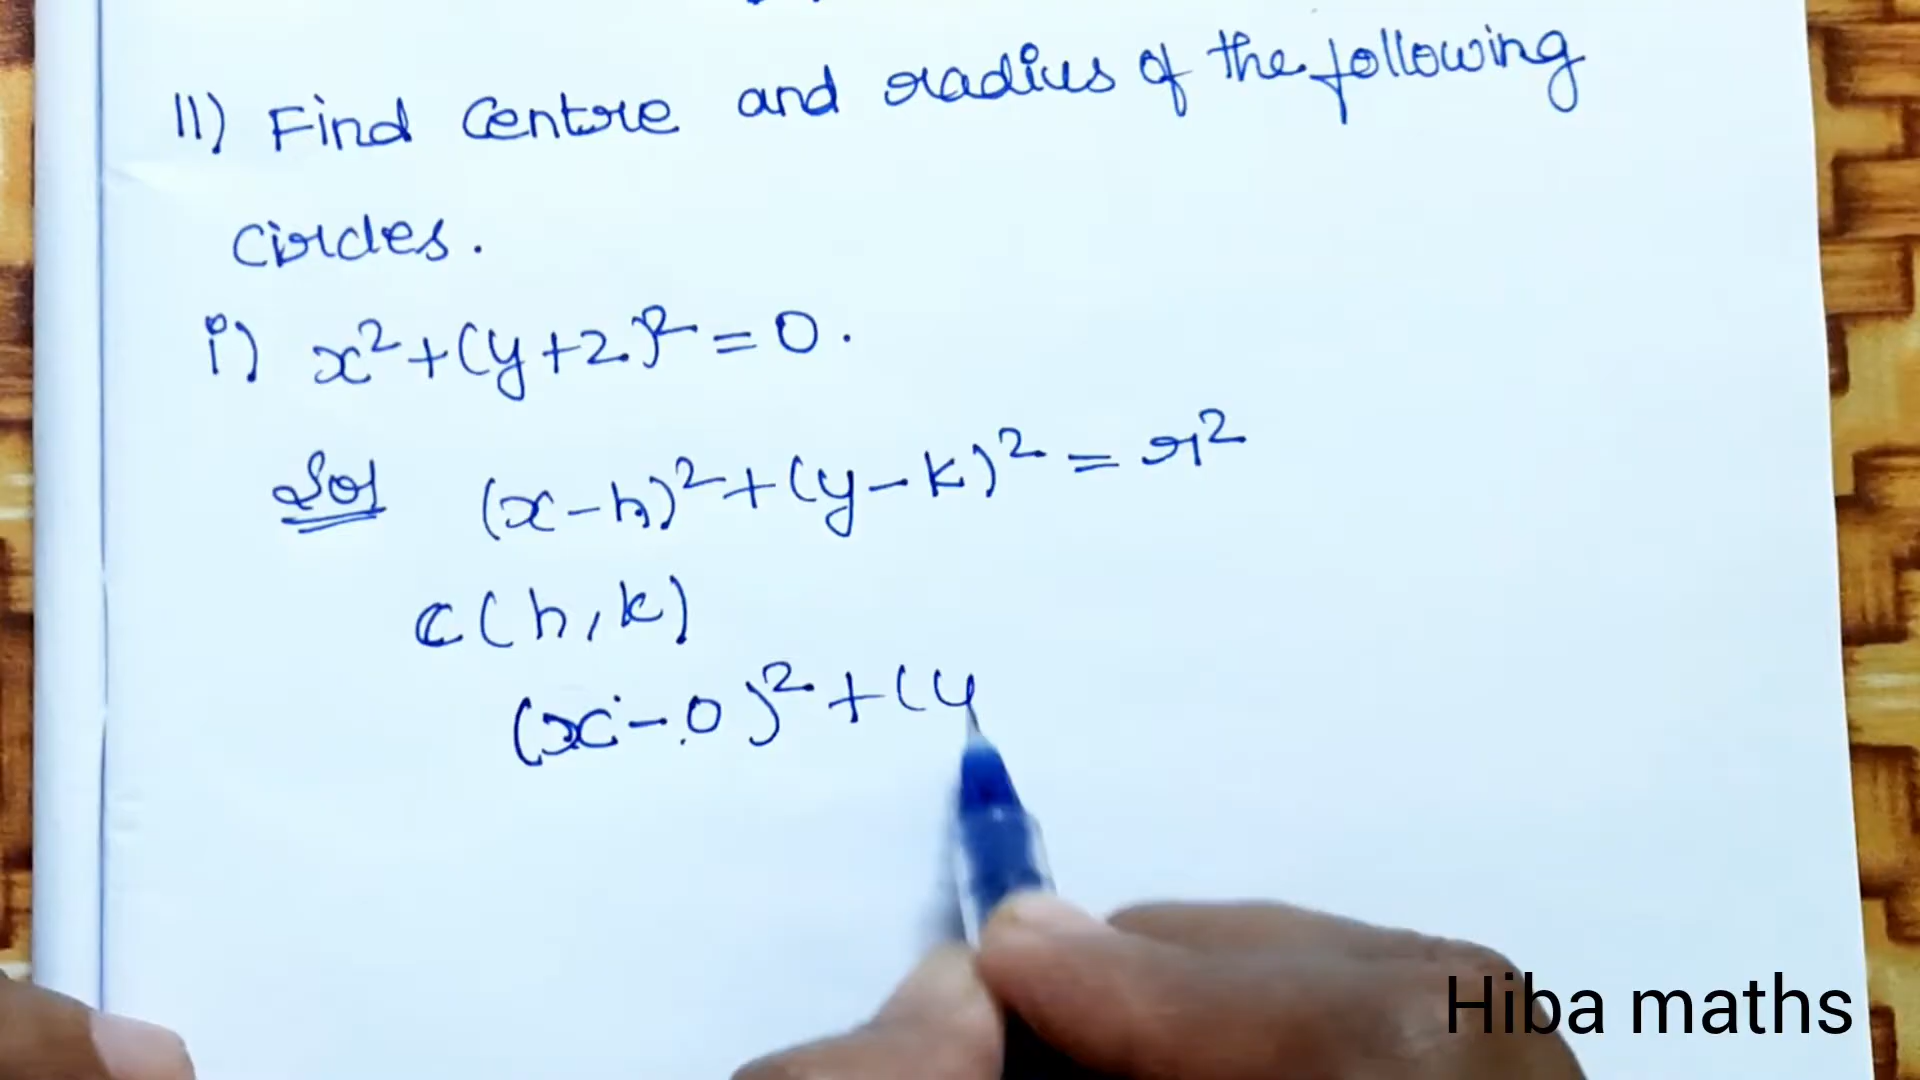 11) Find Centre and radius of the following
circles.
i) x² + (y + 2)² = 0.
Sol (x - h)² + (y - k)² = r²
C(h, k)
(x - 0)² + (y
Hiba maths